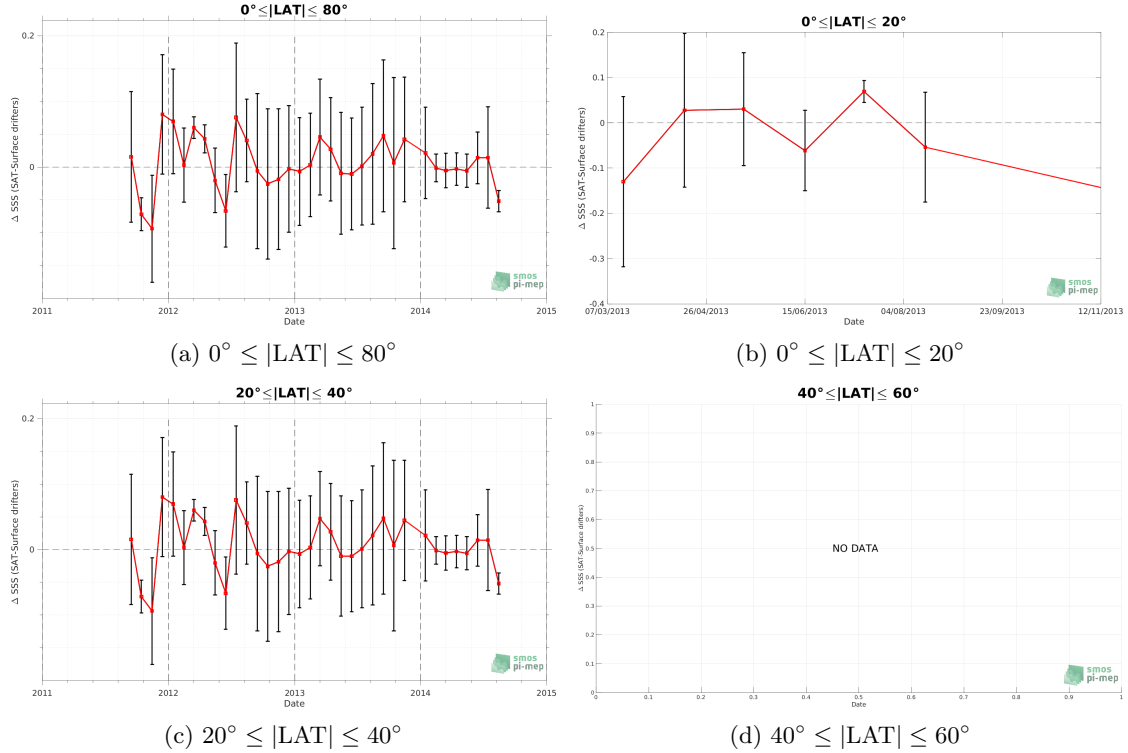 0°≤|LAT|≤ 80°
0.2
0
Δ SSS (SAT-Surface drifters)
2011 2012 2013 2014 2015
Date
smos
pi-mep
(a) 0° ≤ |LAT| ≤ 80°
0°≤|LAT|≤ 20°
0.2
0.1
0
-0.1
-0.2
-0.3
-0.4
Δ SSS (SAT-Surface drifters)
07/03/2013 26/04/2013 15/06/2013 04/08/2013 23/09/2013 12/11/2013
Date
smos
pi-mep
(b) 0° ≤ |LAT| ≤ 20°
20°≤|LAT|≤ 40°
0.2
0
Δ SSS (SAT-Surface drifters)
2011 2012 2013 2014 2015
Date
smos
pi-mep
(c) 20° ≤ |LAT| ≤ 40°
40°≤|LAT|≤ 60°
1
0.9
0.8
0.7
0.6
0.5
0.4
0.3
0.2
0.1
0
Δ SSS (SAT-Surface drifters)
NO DATA
0 0.1 0.2 0.3 0.4 0.5 0.6 0.7 0.8 0.9 1
Date
smos
pi-mep
(d) 40° ≤ |LAT| ≤ 60°